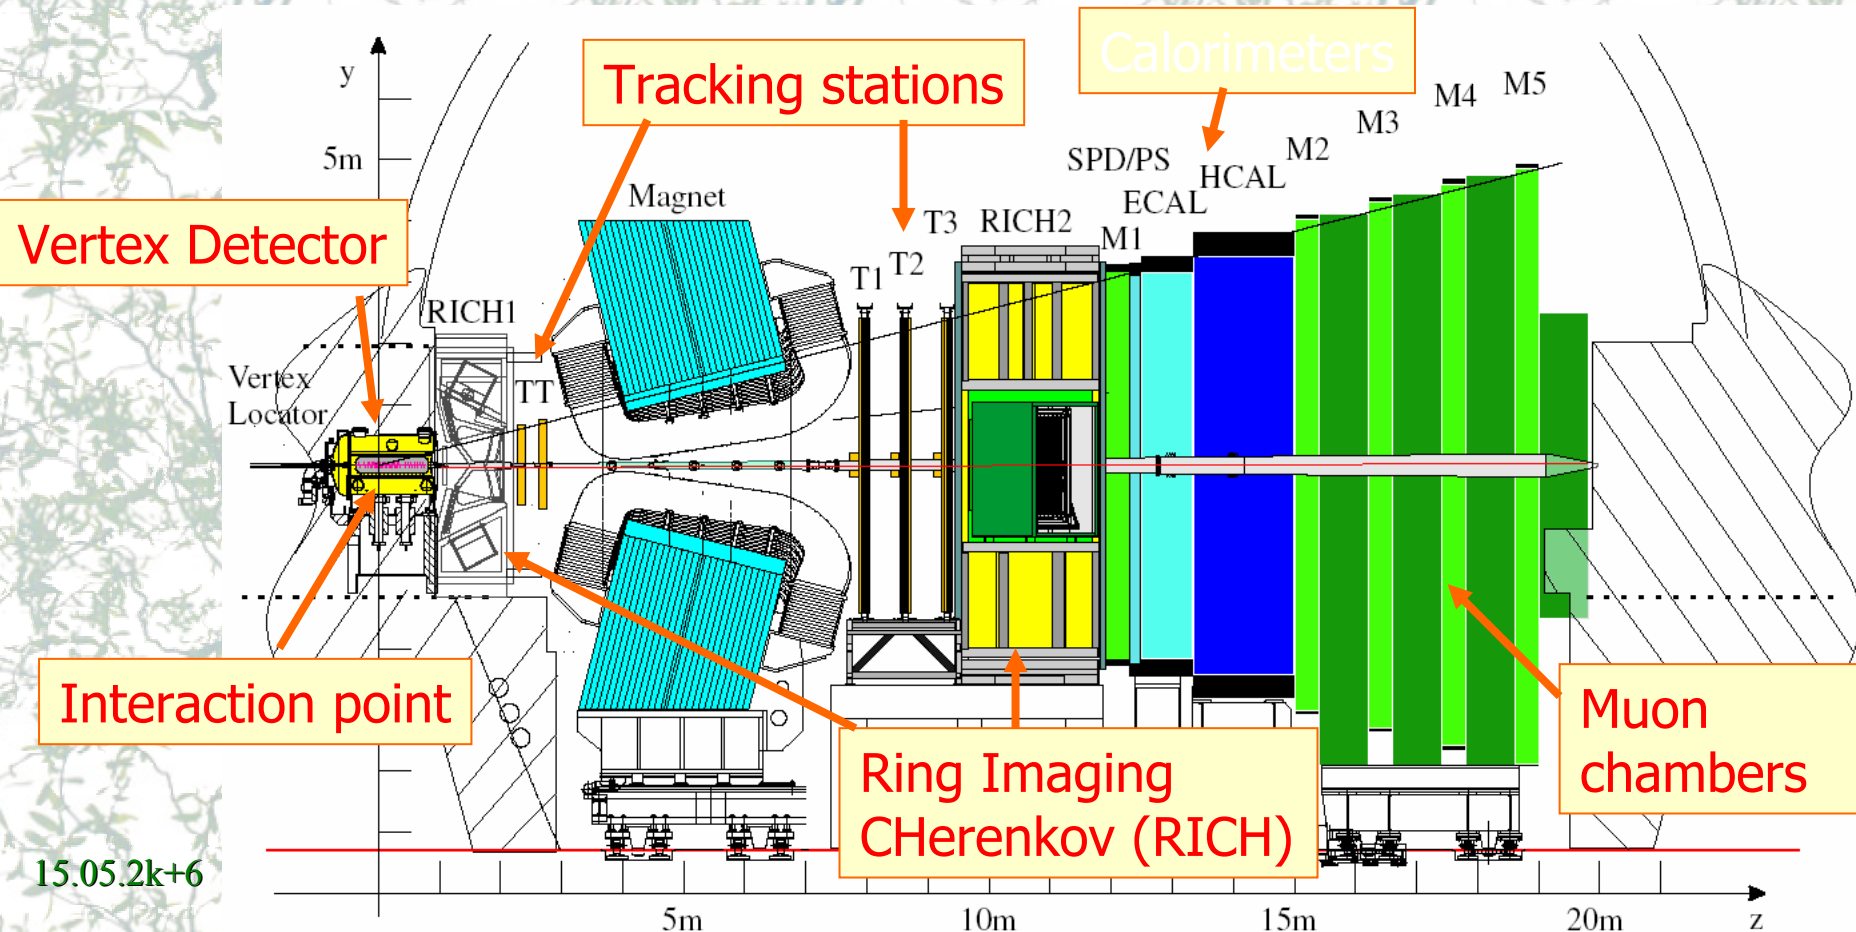 Calorimeters
Tracking stations
y
M5
M4
M3
M2
5m
SPD/PS
HCAL
ECAL
Magnet
T3
RICH2
M1
Vertex Detector
T2
T1
RICH1
TT
Vertex
Locator
Interaction point
Muon
chambers
Ring Imaging
CHerenkov (RICH)
15.05.2k+6
5m
10m
15m
20m
z